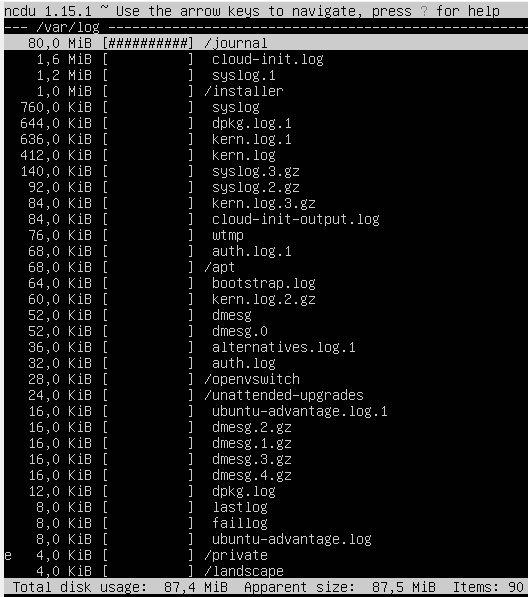 ncdu 1.15.1 ~ Use the arrow keys to navigate, press ? for help
--- /var/log ---------------------------------------------------
80,0 MiB [##########] /journal
1,6 MiB [          ]  cloud-init.log
1,2 MiB [          ]  syslog.1
1,0 MiB [          ] /installer
760,0 KiB [          ]  syslog
644,0 KiB [          ]  dpkg.log.1
636,0 KiB [          ]  kern.log.1
412,0 KiB [          ]  kern.log
140,0 KiB [          ]  syslog.3.gz
92,0 KiB [          ]  syslog.2.gz
84,0 KiB [          ]  kern.log.3.gz
84,0 KiB [          ]  cloud-init-output.log
76,0 KiB [          ]  wtmp
68,0 KiB [          ]  auth.log.1
68,0 KiB [          ] /apt
64,0 KiB [          ]  bootstrap.log
60,0 KiB [          ]  kern.log.2.gz
52,0 KiB [          ]  dmesg
52,0 KiB [          ]  dmesg.0
36,0 KiB [          ]  alternatives.log.1
32,0 KiB [          ]  auth.log
28,0 KiB [          ] /openvswitch
24,0 KiB [          ] /unattended-upgrades
16,0 KiB [          ]  ubuntu-advantage.log.1
16,0 KiB [          ]  dmesg.2.gz
16,0 KiB [          ]  dmesg.1.gz
16,0 KiB [          ]  dmesg.3.gz
16,0 KiB [          ]  dmesg.4.gz
12,0 KiB [          ]  dpkg.log
8,0 KiB [          ]  lastlog
8,0 KiB [          ]  faillog
8,0 KiB [          ]  ubuntu-advantage.log
e 4,0 KiB [          ] /private
4,0 KiB [          ] /landscape
Total disk usage: 87,4 MiB Apparent size: 87,5 MiB Items: 90